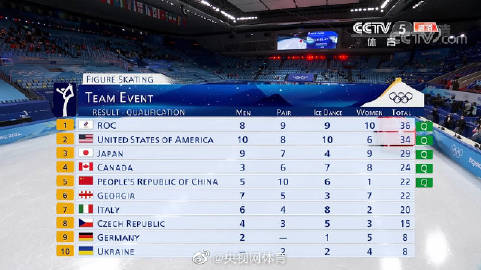 CCTV 5
体育
CCTV.com
FIGURE SKATING
TEAM EVENT
RESULT - QUALIFICATION MEN PAIR ICE DANCE WOMEN TOTAL
1 ROC 8 9 9 10 36 Q
2 UNITED STATES OF AMERICA 10 8 10 6 34 Q
3 JAPAN 9 7 4 9 29 Q
4 CANADA 3 6 7 8 24 Q
5 PEOPLE'S REPUBLIC OF CHINA 5 10 6 1 22 Q
6 GEORGIA 7 5 3 7 22
7 ITALY 6 4 8 2 20
8 CZECH REPUBLIC 4 3 5 3 15
9 GERMANY 2 — 1 5 8
10 UKRAINE 2 2 4 8
@央视网体育